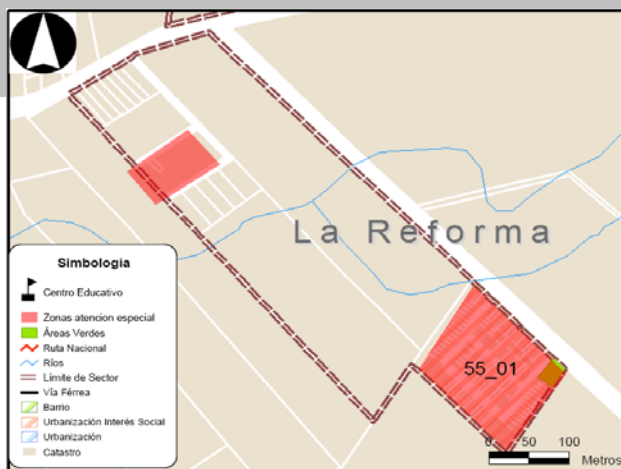 La Reforma
55_01
Simbologia
Centro Educativo
Zonas atencion especial
Áreas Verdes
Ruta Nacional
Ríos
Límite de Sector
Vía Férrea
Barrio
Urbanización Interés Social
Urbanización
Catastro
0 50 100
Metros